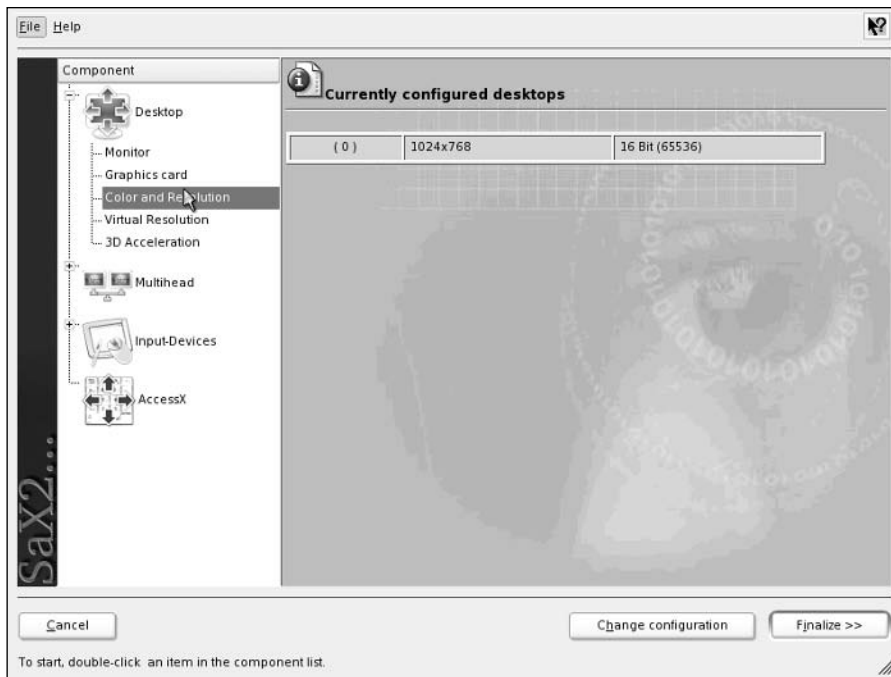 File Help
Component
Currently configured desktops
Desktop
( 0 ) 1024x768 16 Bit (65536)
Monitor
Graphics card
Color and Resolution
Virtual Resolution
3D Acceleration
Multihead
Input-Devices
AccessX
SaX2...
Cancel Change configuration Finalize >>
To start, double-click an item in the component list.